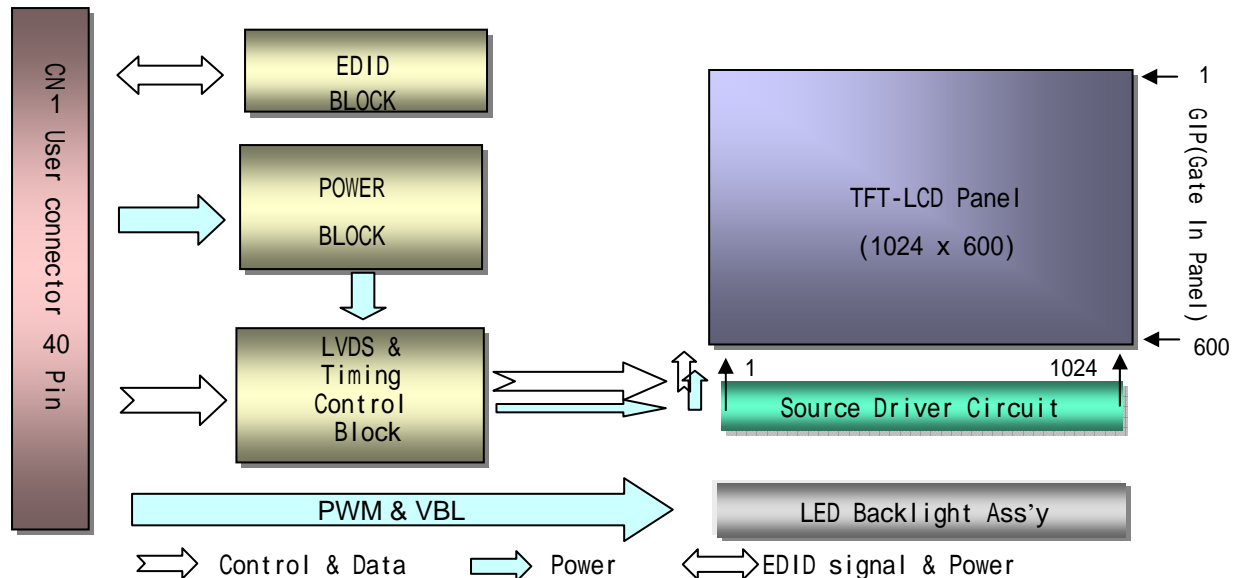 CN1 User connector 40 Pin
EDID
BLOCK
POWER
BLOCK
LVDS &
Timing
Control
Block
TFT-LCD Panel
(1024 x 600)
1
GIP(Gate In Panel)
600
1
1024
Source Driver Circuit
PWM & VBL
LED Backlight Ass’y
Control & Data
Power
EDID signal & Power